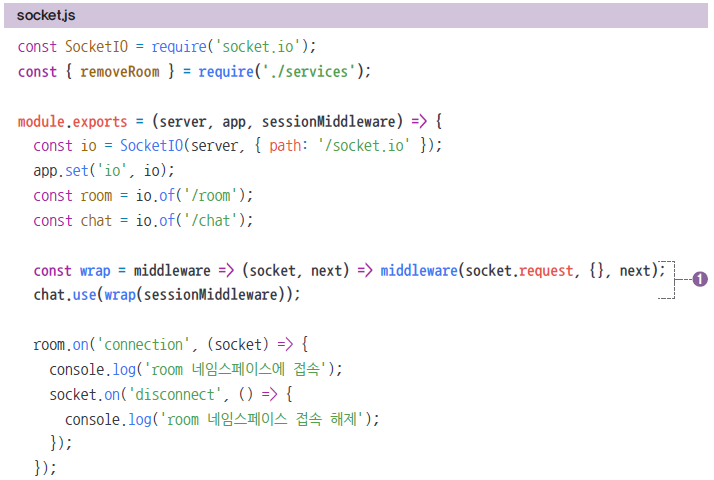 socket.js
const SocketIO = require('socket.io');
const { removeRoom } = require('./services');
module.exports = (server, app, sessionMiddleware) => {
const io = SocketIO(server, { path: '/socket.io' });
app.set('io', io);
const room = io.of('/room');
const chat = io.of('/chat');
const wrap = middleware => (socket, next) => middleware(socket.request, {}, next);
chat.use(wrap(sessionMiddleware));
❶
room.on('connection', (socket) => {
console.log('room 네임스페이스에 접속');
socket.on('disconnect', () => {
console.log('room 네임스페이스 접속 해제');
});
});